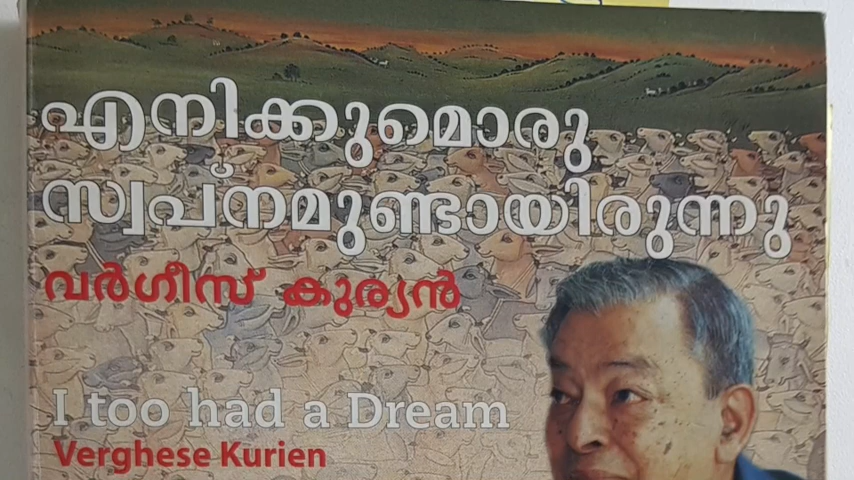 എനിക്കുമൊരു
സ്വപ്നമുണ്ടായിരുന്നു
വർഗീസ് കുര്യൻ
I too had a Dream
Verghese Kurien